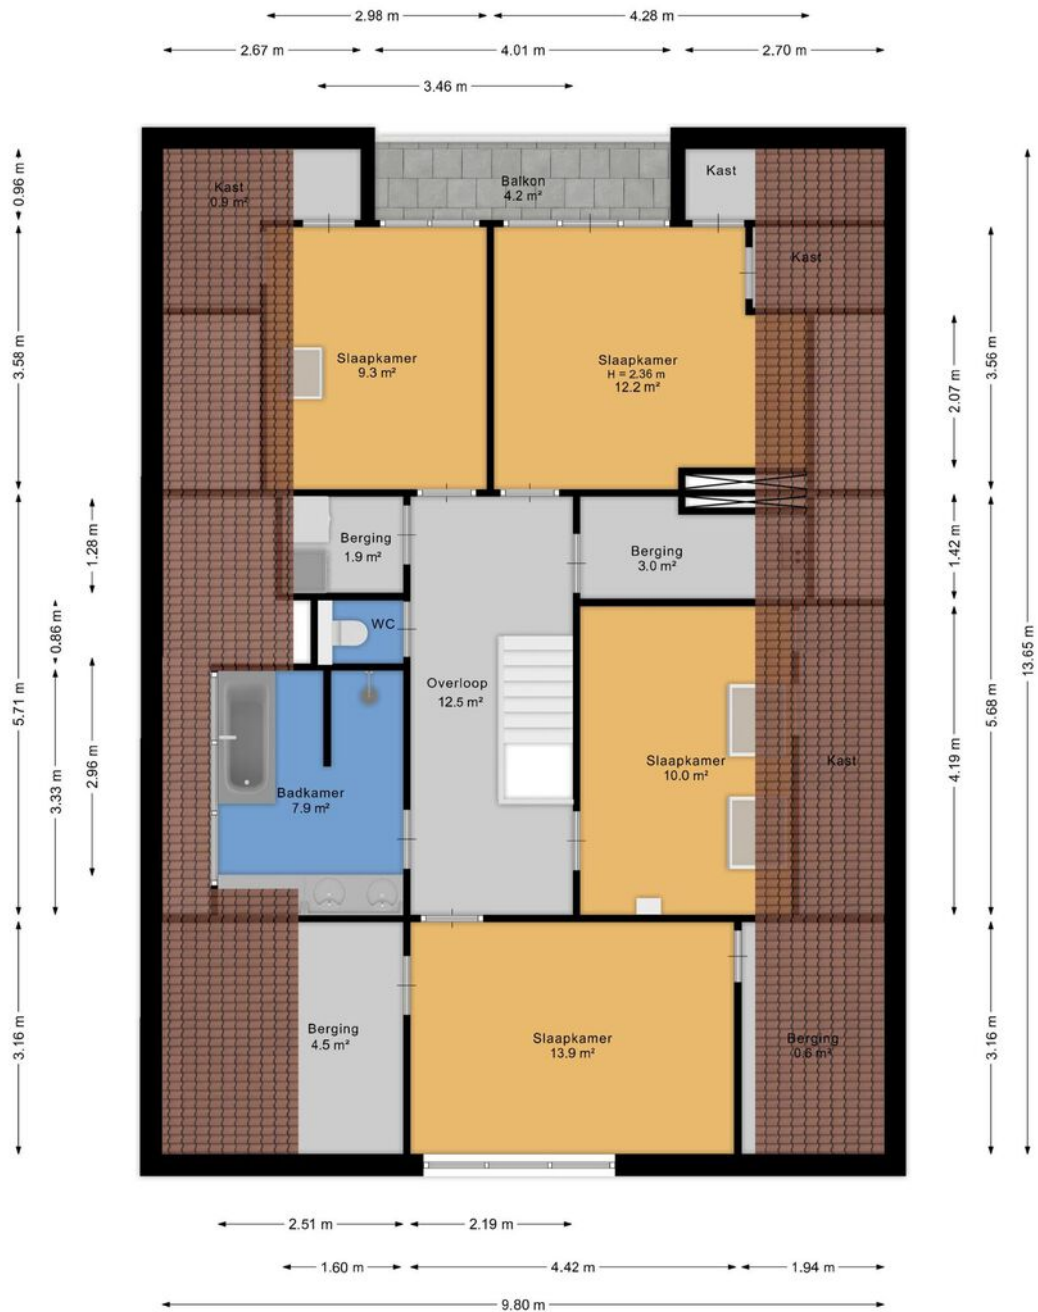 2.98 m
4.28 m
2.67 m
4.01 m
2.70 m
3.46 m
0.96 m
Kast
0.9 m²
Balkon
4.2 m²
Kast
Kast
3.58 m
Slaapkamer
9.3 m²
Slaapkamer
H = 2.36 m
12.2 m²
2.07 m
3.56 m
1.28 m
Berging
1.9 m²
Berging
3.0 m²
1.42 m
0.86 m
WC
13.65 m
5.71 m
3.33 m
2.96 m
Overloop
12.5 m²
Badkamer
7.9 m²
Slaapkamer
10.0 m²
Kast
4.19 m
5.68 m
3.16 m
Berging
4.5 m²
Slaapkamer
13.9 m²
Berging
0.6 m²
3.16 m
2.51 m
2.19 m
1.60 m
4.42 m
1.94 m
9.80 m